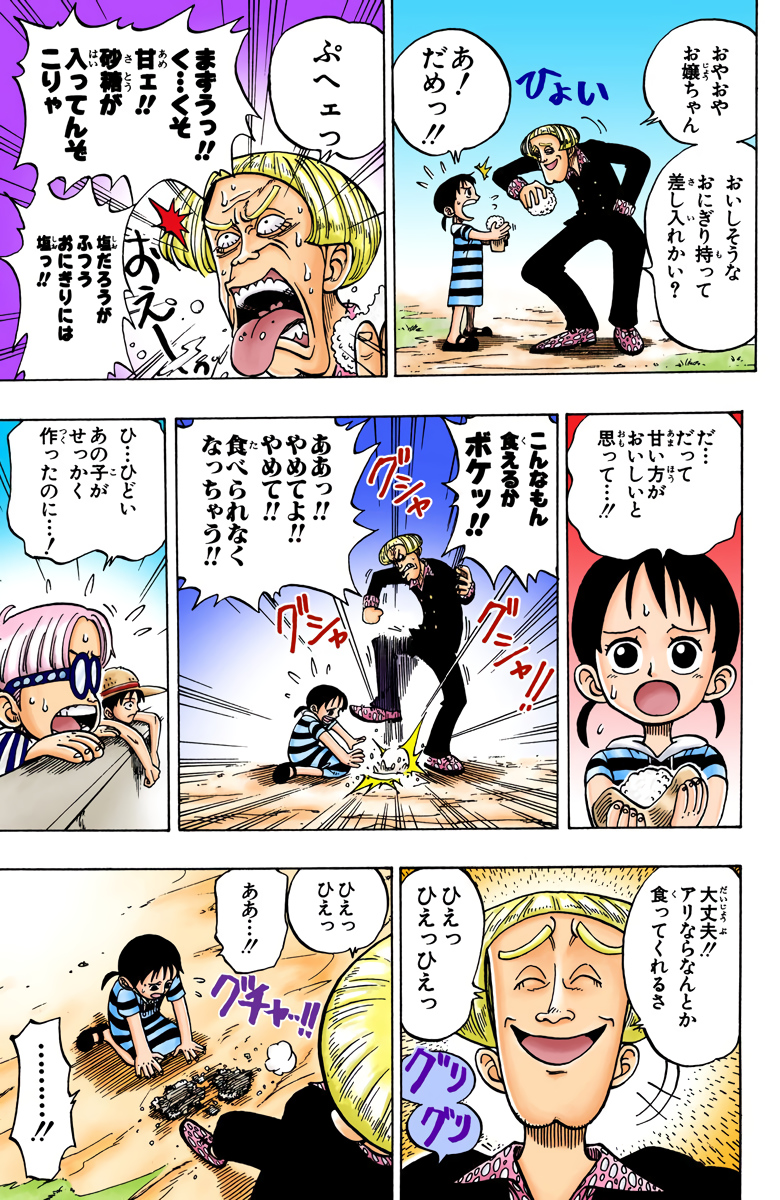 おやおや
お嬢ちゃん
おいしそうな
おにぎり持って
差し入れかい？
ひょい
あ！
だめっ！！
ぷへェっ
まずうっ！！
く…くそ
甘ェ！！
砂糖が
入ってんぞ
こりゃ
おえーっ
塩だろうが
ふつう
おにぎりには
塩っ！！
だ…
だって
甘い方が
おいしいと
思って…！！
こんなもん
食えるか
ボケッ！！
グシャ
グシャ！！
グシャ
ああっ！！
やめてよ！！
やめて！！
食べられなく
なっちゃう！！
ひ…ひどい
あの子が
せっかく
作ったのに…！
大丈夫！！
アリならなんとか
食ってくれるさ
ひえっ
ひえっひえっ
グリ
グリ
ひえっ
ひえっ
ああ…！！
グチャ…！！
………！！